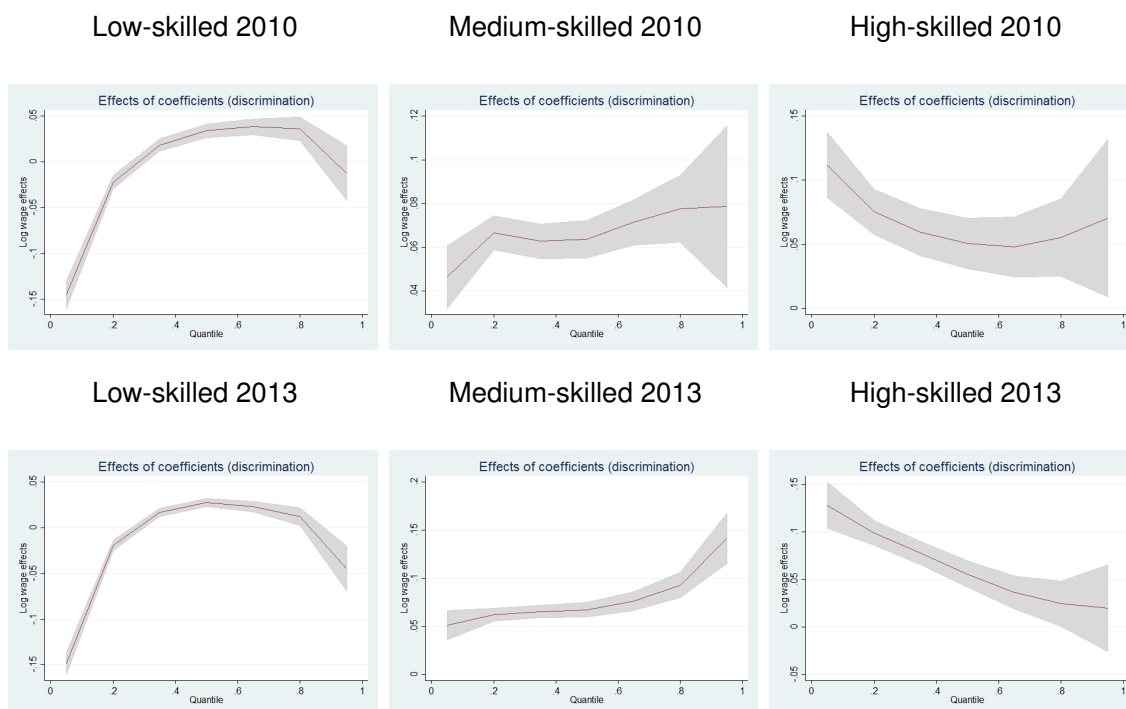 Low-skilled 2010
Medium-skilled 2010
High-skilled 2010
Effects of coefficients (discrimination)
Log wage effects
.05
0
-.05
-.1
-.15
0 .2 .4 .6 .8 1
Quantile
Effects of coefficients (discrimination)
Log wage effects
.12
.1
.08
.06
.04
0 .2 .4 .6 .8 1
Quantile
Effects of coefficients (discrimination)
Log wage effects
.15
.1
.05
0
0 .2 .4 .6 .8 1
Quantile
Low-skilled 2013
Medium-skilled 2013
High-skilled 2013
Effects of coefficients (discrimination)
Log wage effects
.05
0
-.05
-.1
-.15
0 .2 .4 .6 .8 1
Quantile
Effects of coefficients (discrimination)
Log wage effects
.2
.15
.1
.05
0
0 .2 .4 .6 .8 1
Quantile
Effects of coefficients (discrimination)
Log wage effects
.15
.1
.05
0
-.05
0 .2 .4 .6 .8 1
Quantile